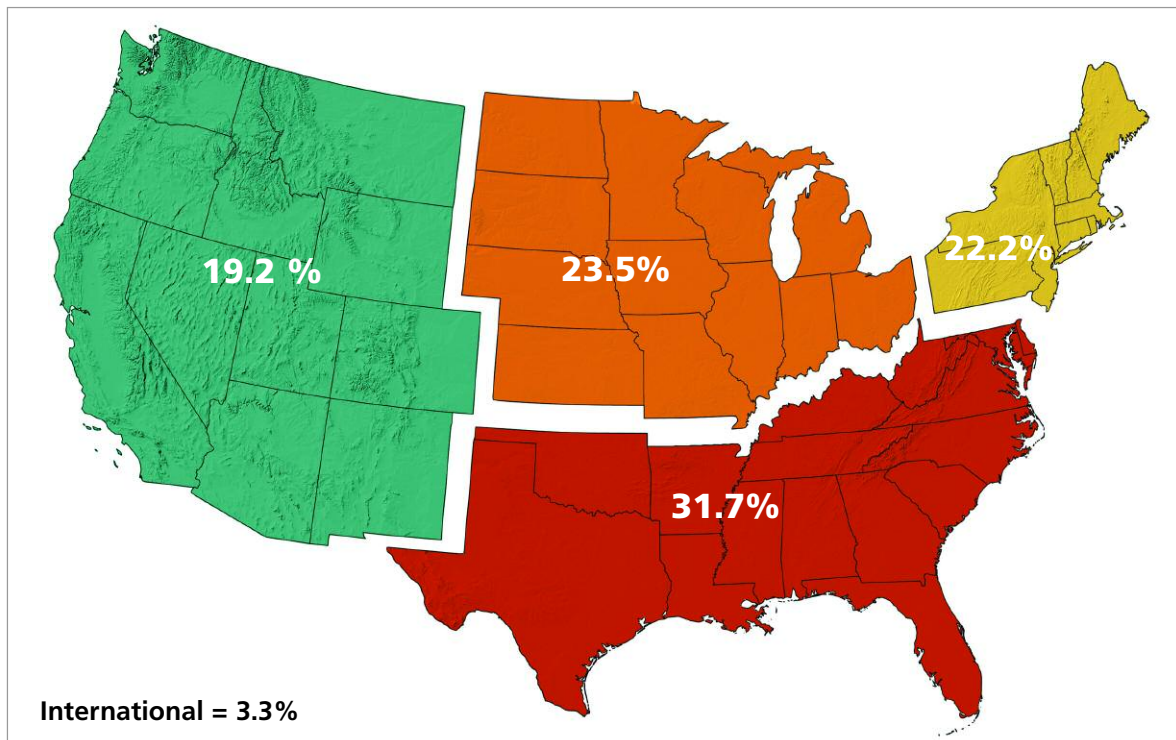 19.2 %
23.5%
22.2%
31.7%
International = 3.3%